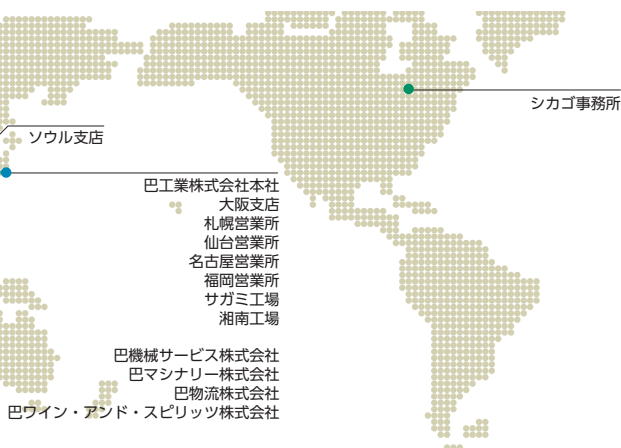 シカゴ事務所
ソウル支店
巴工業株式会社本社
大阪支店
札幌営業所
仙台営業所
名古屋営業所
福岡営業所
サガミ工場
湘南工場
巴機械サービス株式会社
巴マシナリー株式会社
巴物流株式会社
巴ワイン・アンド・スピリッツ株式会社